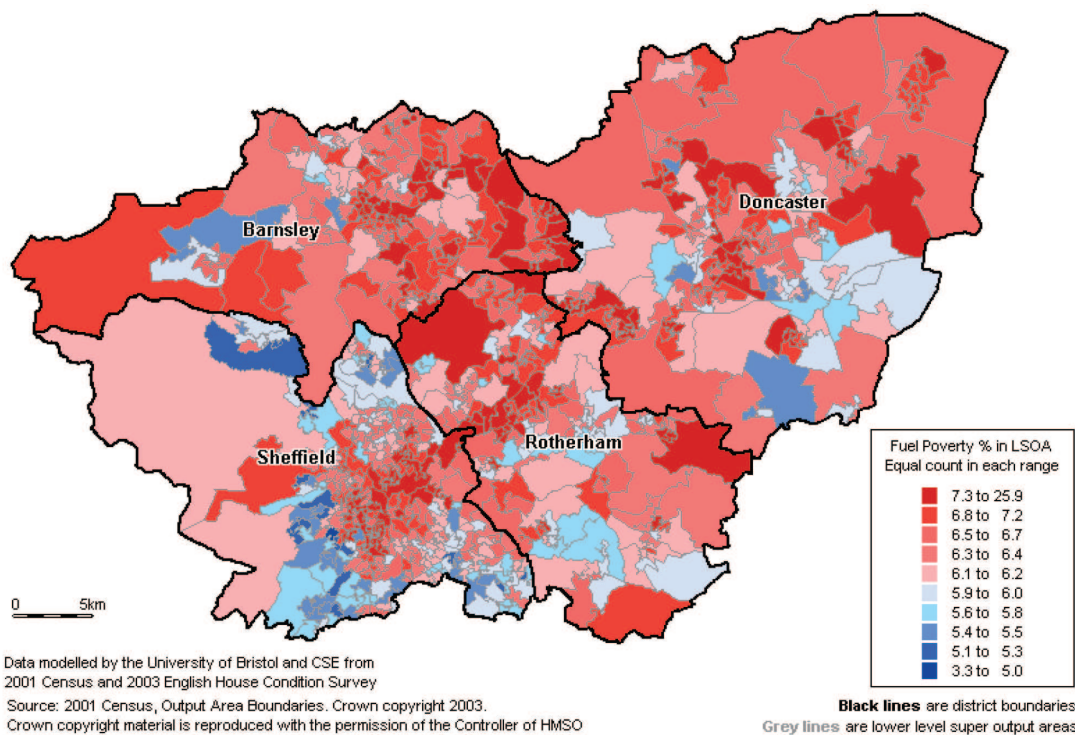 Barnsley
Doncaster
Sheffield
Rotherham
0 5km
Fuel Poverty % in LSOA
Equal count in each range
7.3 to 25.9
6.8 to 7.2
6.5 to 6.7
6.3 to 6.4
6.1 to 6.2
5.9 to 6.0
5.6 to 5.8
5.4 to 5.5
5.1 to 5.3
3.3 to 5.0
Data modelled by the University of Bristol and CSE from
2001 Census and 2003 English House Condition Survey
Source: 2001 Census, Output Area Boundaries. Crown copyright 2003.
Crown copyright material is reproduced with the permission of the Controller of HMSO
Black lines are district boundaries
Grey lines are lower level super output areas